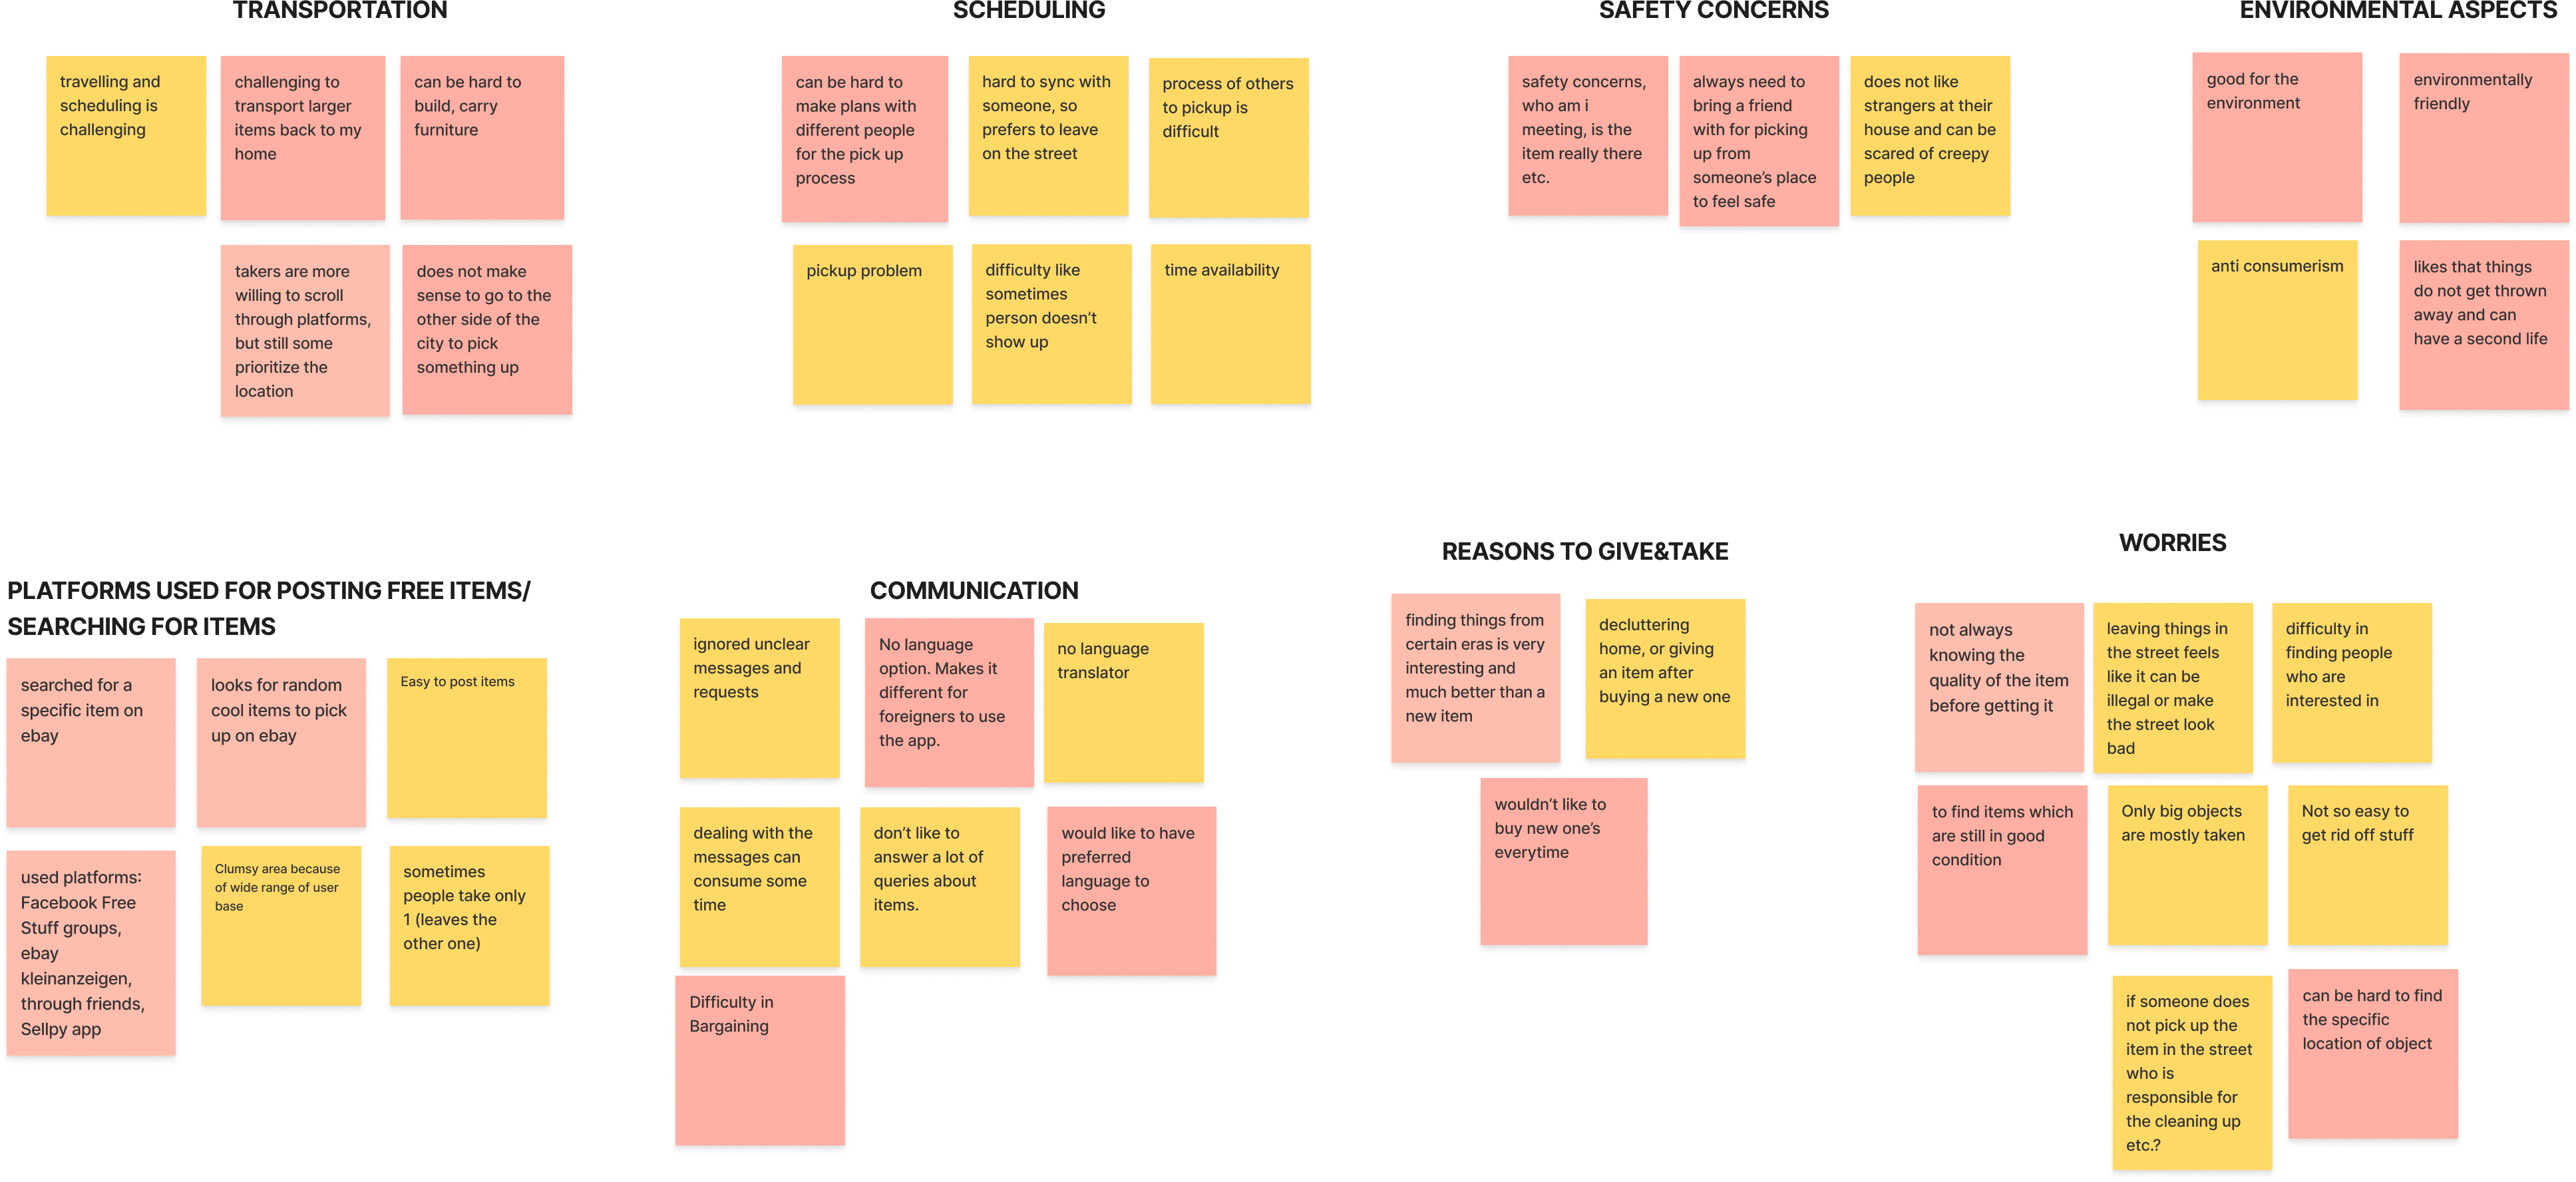 TRANSPORTATION
travelling and
scheduling is
challenging
challenging to
transport larger
items back to my
home
can be hard to
build, carry
furniture
takers are more
willing to scroll
through platforms,
but still some
prioritize the
location
does not make
sense to go to the
other side of the
city to pick
something up
SCHEDULING
can be hard to
make plans with
different people
for the pick up
process
hard to sync with
someone, so
prefers to leave
on the street
process of others
to pickup is
difficult
pickup problem
difficulty like
sometimes
person doesn't
show up
time availability
SAFETY CONCERNS
safety concerns,
who am i
meeting, is the
item really there
etc.
always need to
bring a friend
with for picking
up from
someone's place
to feel safe
does not like
strangers at their
house and can be
scared of creepy
people
ENVIRONMENTAL ASPECTS
good for the
environment
environmentally
friendly
anti consumerism
likes that things
do not get thrown
away and can
have a second life
PLATFORMS USED FOR POSTING FREE ITEMS/
SEARCHING FOR ITEMS
searched for a
specific item on
ebay
looks for random
cool items to pick
up on ebay
Easy to post items
used platforms:
Facebook Free
Stuff groups,
ebay
kleinanzeigen,
through friends,
Sellpy app
Clumsy area because
of wide range of user
base
sometimes
people take only
1 (leaves the
other one)
COMMUNICATION
ignored unclear
messages and
requests
No language
option. Makes it
different for
foreigners to use
the app.
no language
translator
dealing with the
messages can
consume some
time
don't like to
answer a lot of
queries about
items.
would like to have
preferred
language to
choose
Difficulty in
Bargaining
REASONS TO GIVE&TAKE
finding things from
certain eras is very
interesting and
much better than a
new item
decluttering
home, or giving
an item after
buying a new one
wouldn't like to
buy new one's
everytime
WORRIES
not always
knowing the
quality of the item
before getting it
leaving things in
the street feels
like it can be
illegal or make
the street look
bad
difficulty in
finding people
who are
interested in
to find items which
are still in good
condition
Only big objects
are mostly taken
Not so easy to
get rid off stuff
if someone does
not pick up the
item in the street
who is
responsible for
the cleaning up
etc.?
can be hard to find
the specific
location of object